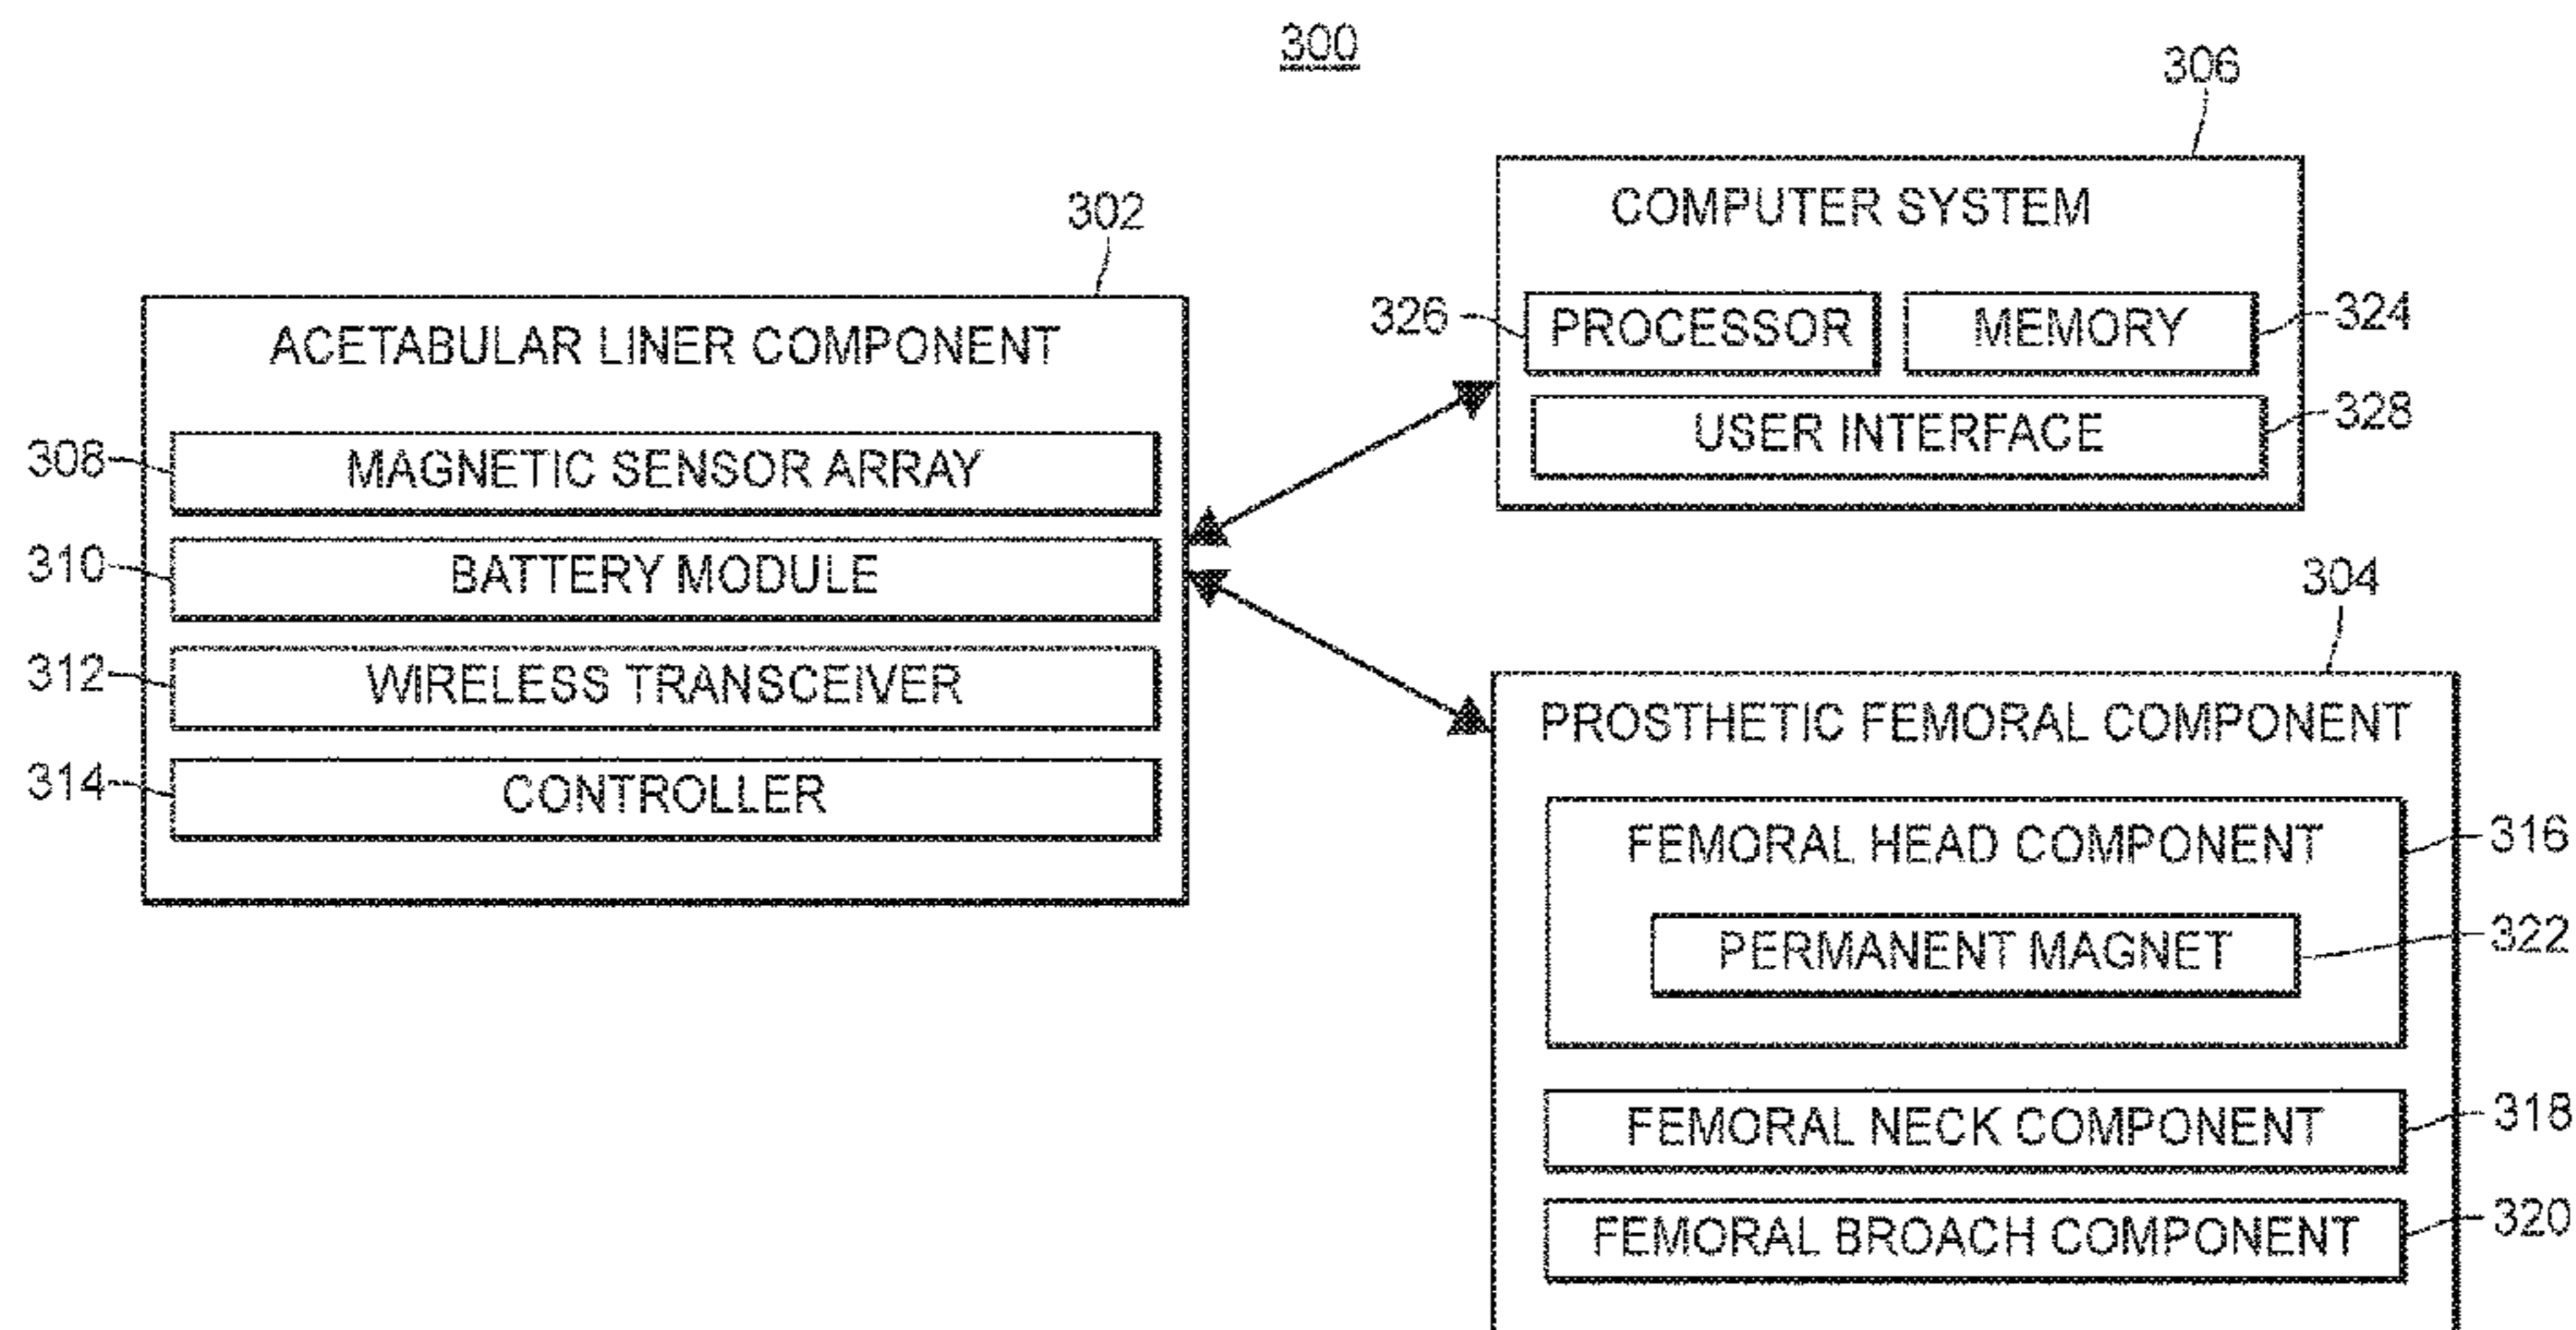 300
302
ACETABULAR LINER COMPONENT
308 MAGNETIC SENSOR ARRAY
310 BATTERY MODULE
312 WIRELESS TRANSCEIVER
314 CONTROLLER
306
COMPUTER SYSTEM
326 PROCESSOR MEMORY 324
USER INTERFACE 328
304
PROSTHETIC FEMORAL COMPONENT
FEMORAL HEAD COMPONENT 316
PERMANENT MAGNET 322
FEMORAL NECK COMPONENT 318
FEMORAL BROACH COMPONENT 320